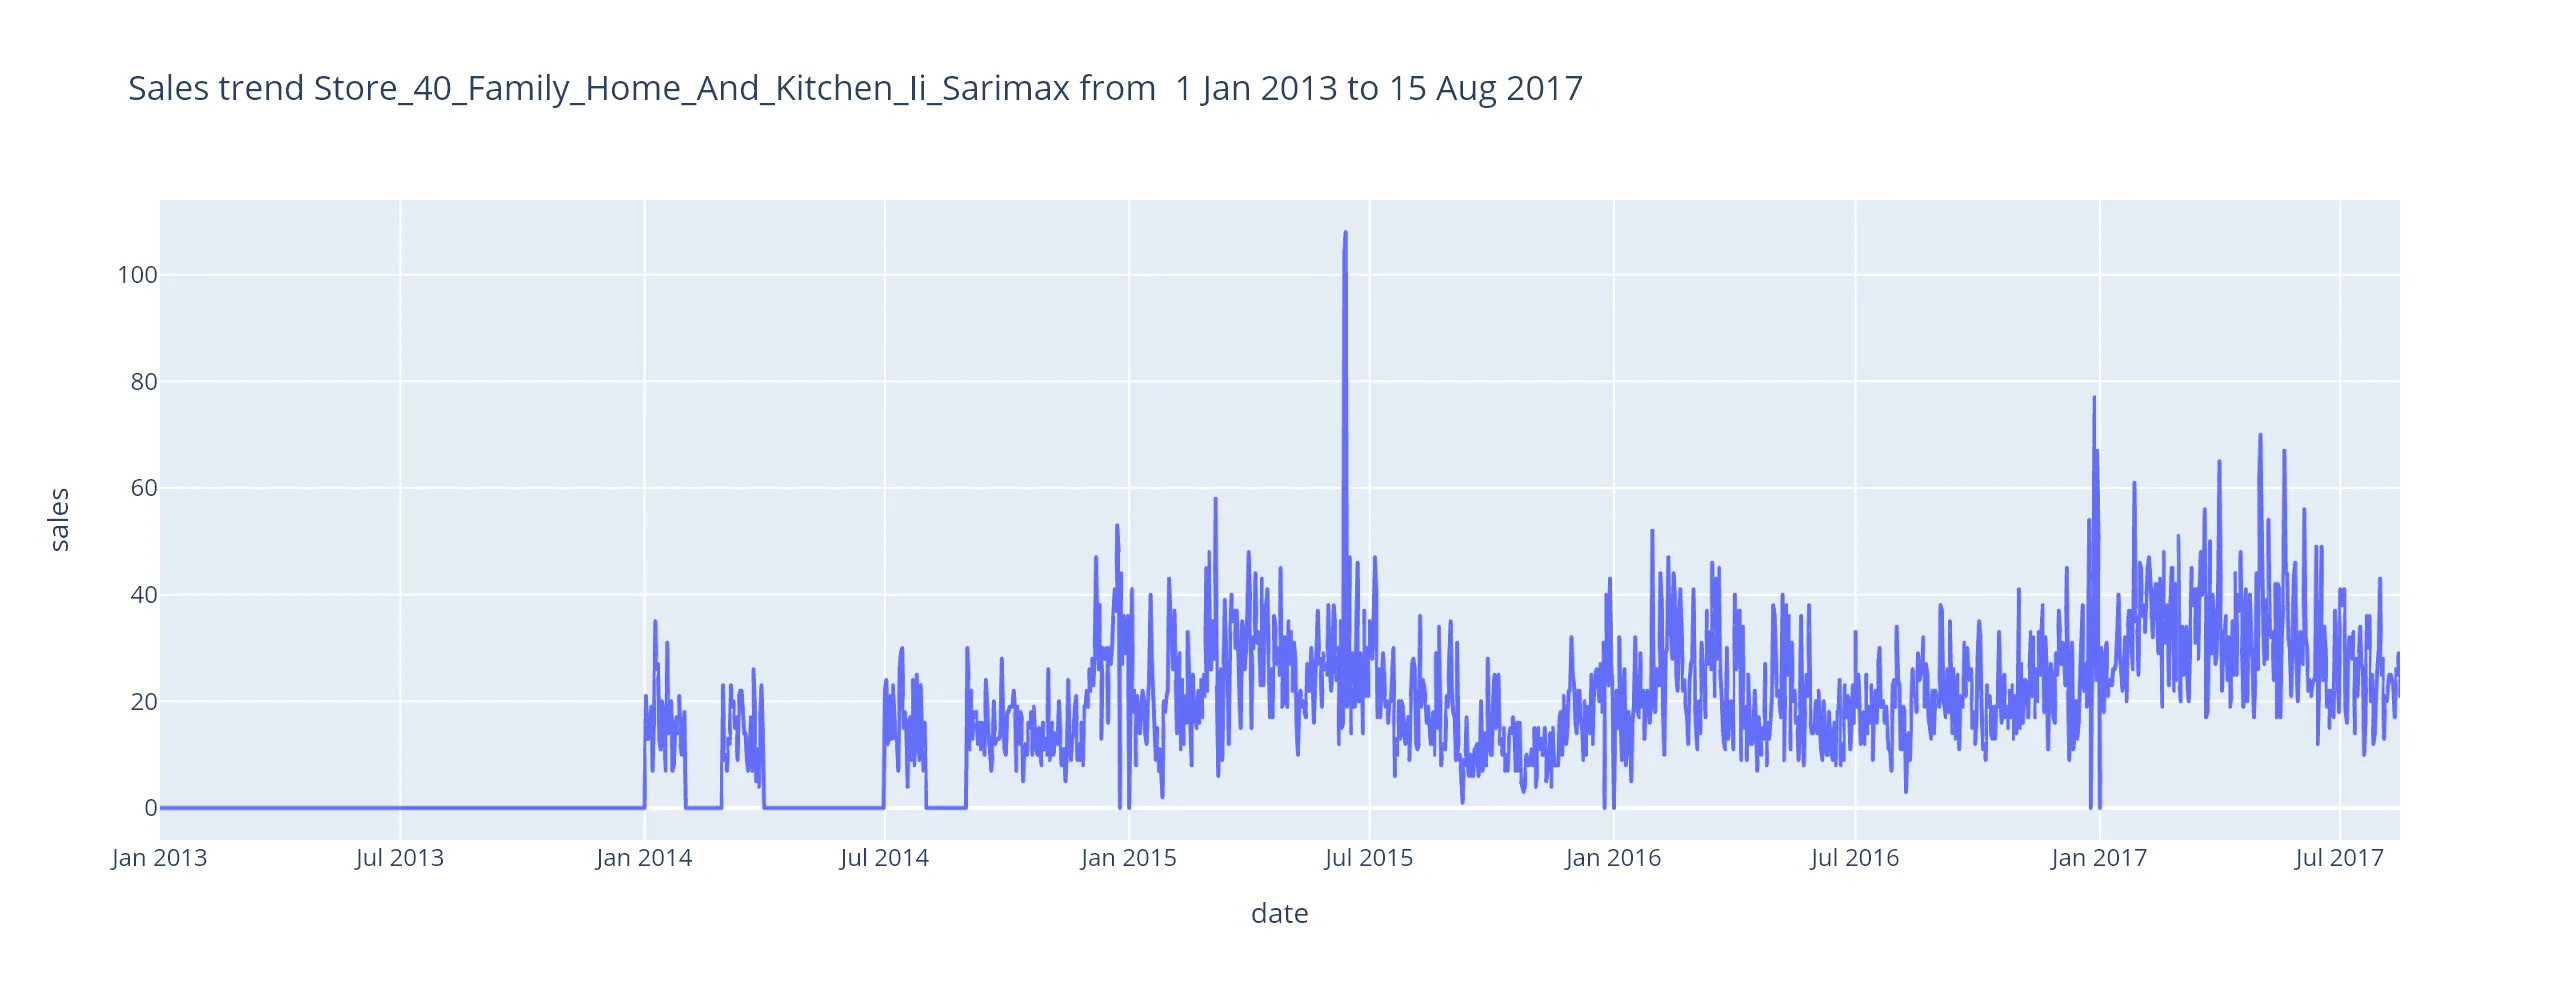 Sales trend Store_40_Family_Home_And_Kitchen_Ii_Sarimax from  1 Jan 2013 to 15 Aug 2017
100
80
60
40
20
0
sales
Jan 2013
Jul 2013
Jan 2014
Jul 2014
Jan 2015
Jul 2015
Jan 2016
Jul 2016
Jan 2017
Jul 2017
date